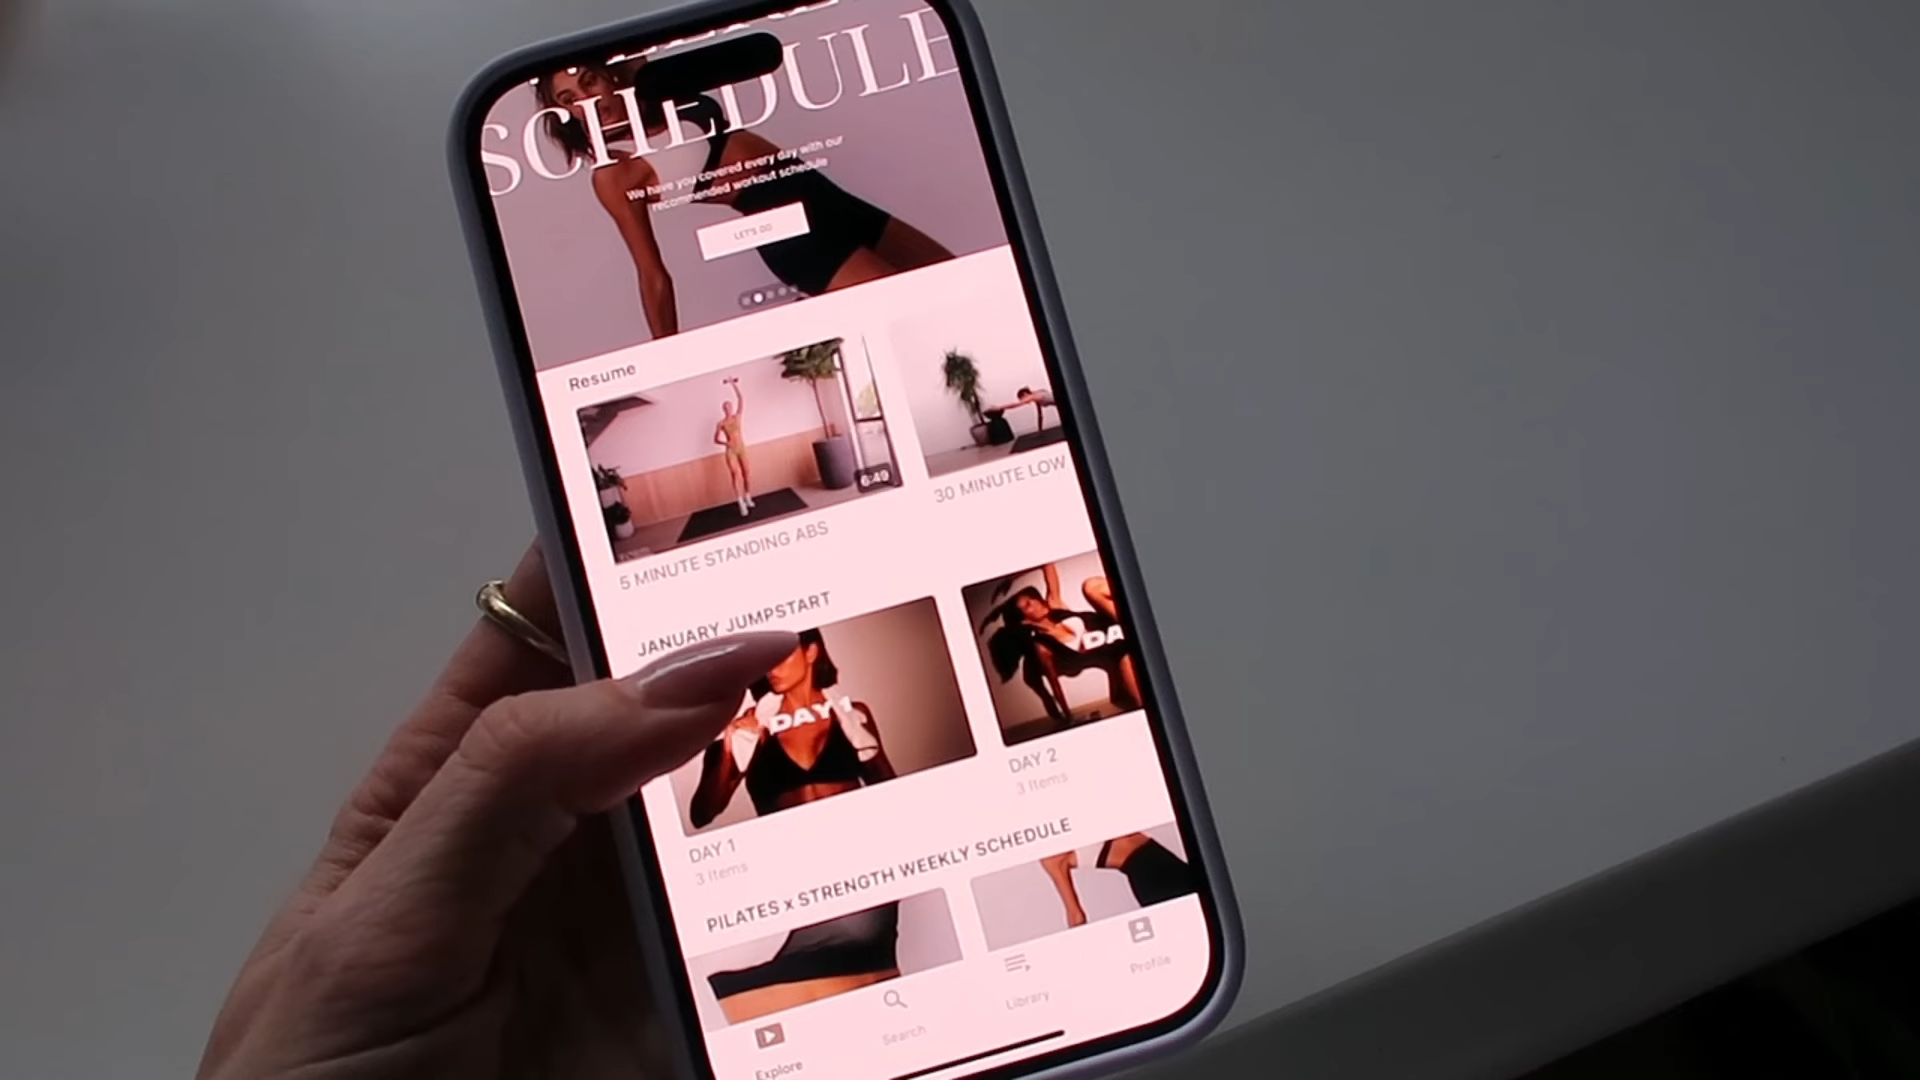 SCHEDULE
We have you covered every day with our
recommended workout schedule
LET'S GO
Resume
6:49
5 MINUTE STANDING ABS
30 MINUTE LOW
JANUARY JUMPSTART
DAY 1
DA
DAY 1
3 Items
DAY 2
3 Items
PILATES x STRENGTH WEEKLY SCHEDULE
Explore
Search
Library
Profile